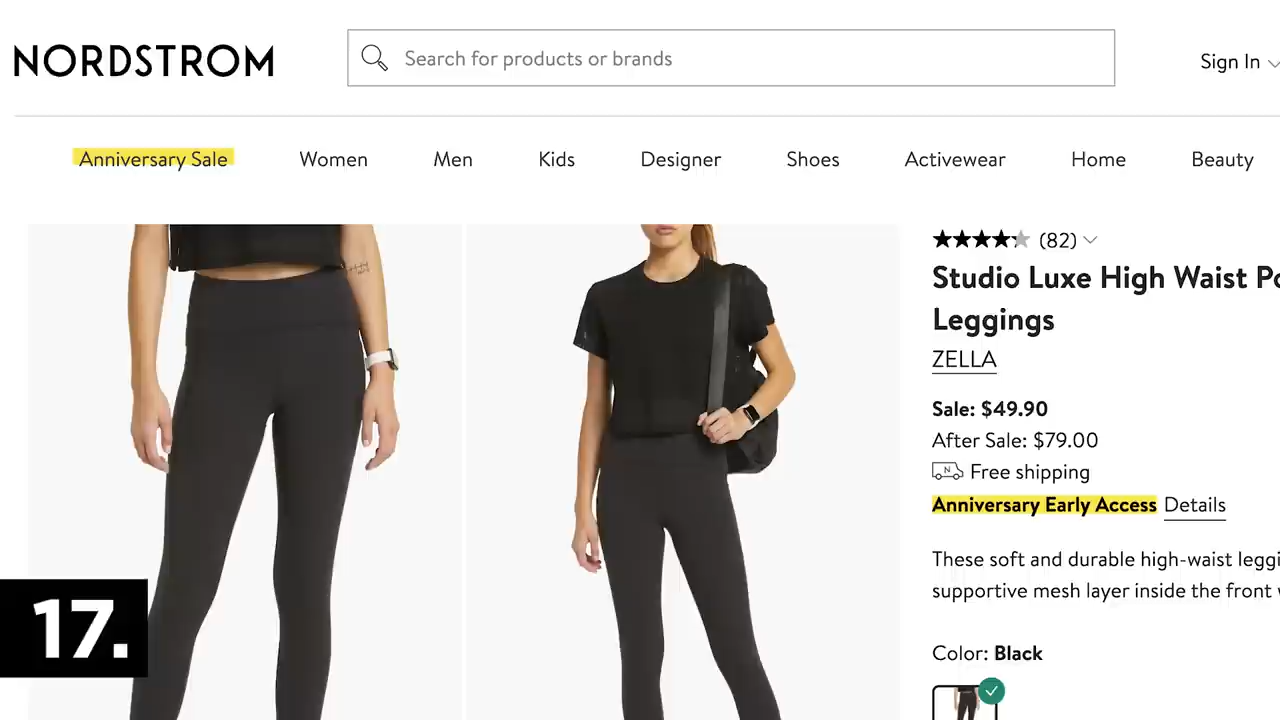 NORDSTROM
Search for products or brands
Sign In
Anniversary Sale
Women
Men
Kids
Designer
Shoes
Activewear
Home
Beauty
(82)
Studio Luxe High Waist
Leggings
ZELLA
Sale: $49.90
After Sale: $79.00
N
Free shipping
Anniversary Early Access Details
These soft and durable high-waist
supportive mesh layer inside the front
Color: Black
17.